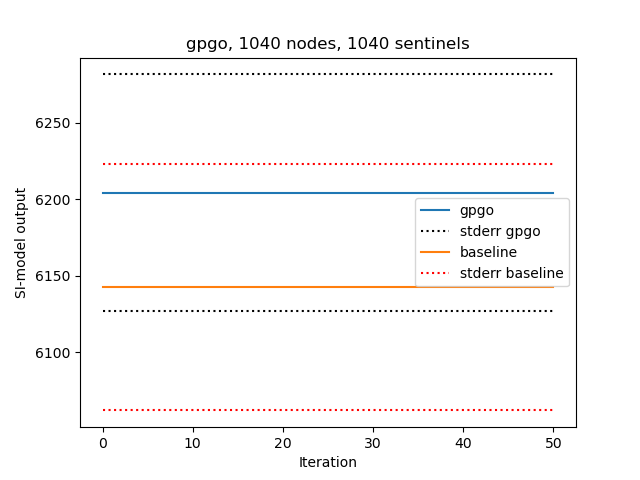 gpgo, 1040 nodes, 1040 sentinels
SI-model output
6250
6200
6150
6100
gpgo
stderr gpgo
baseline
stderr baseline
0 10 20 30 40 50
Iteration